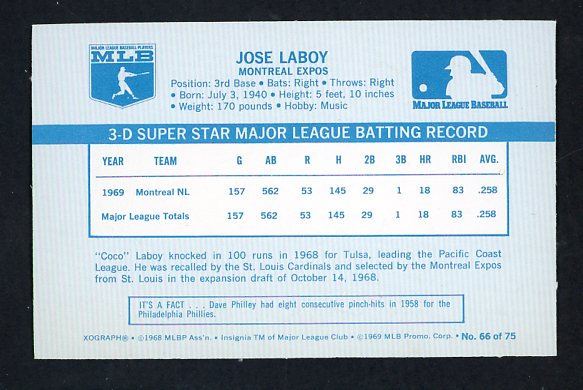 MAJOR LEAGUE BASEBALL PLAYERS
MLB
JOSE LABOY
MONTREAL EXPOS
Position: 3rd Base • Bats: Right • Throws: Right
• Born: July 3, 1940 • Height: 5 feet, 10 inches
• Weight: 170 pounds • Hobby: Music
MAJOR LEAGUE BASEBALL
3-D SUPER STAR MAJOR LEAGUE BATTING RECORD
YEAR TEAM G AB R H 2B 3B HR RBI AVG.
1969 Montreal NL 157 562 53 145 29 1 18 83 .258
Major League Totals 157 562 53 145 29 1 18 83 .258
"Coco" Laboy knocked in 100 runs in 1968 for Tulsa, leading the Pacific Coast
League. He was recalled by the St. Louis Cardinals and selected by the Montreal Expos
from St. Louis in the expansion draft of October 14, 1968.
IT'S A FACT . . . Dave Philley had eight consecutive pinch-hits in 1958 for the
Philadelphia Phillies.
XOGRAPH® • ©1968 MLBP Ass'n. • Insignia TM of Major League Club • ©1969 MLB Promo. Corp. • No. 66 of 75